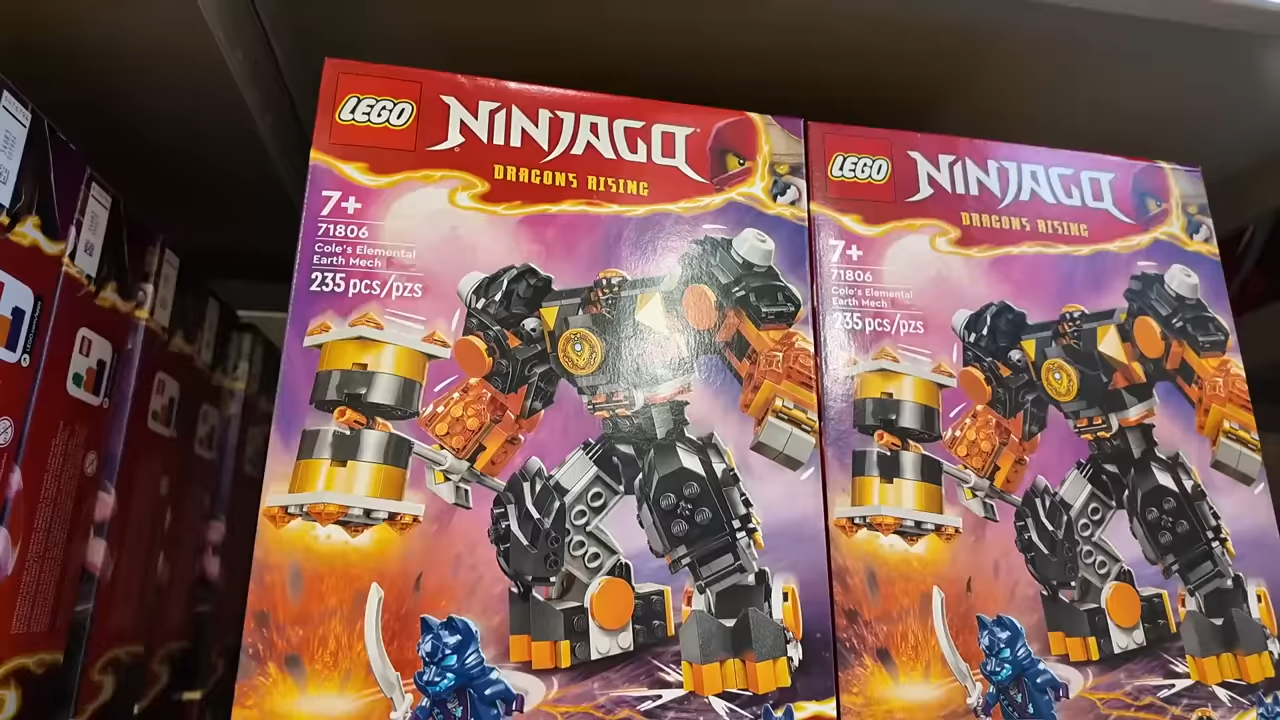 LEGO
NINJAGO
DRAGONS RISING
7+
71806
Cole's Elemental
Earth Mech
235 pcs/pzs
LEGO
NINJAGO
DRAGONS RISING
7+
71806
Cole's Elemental
Earth Mech
235 pcs/pzs